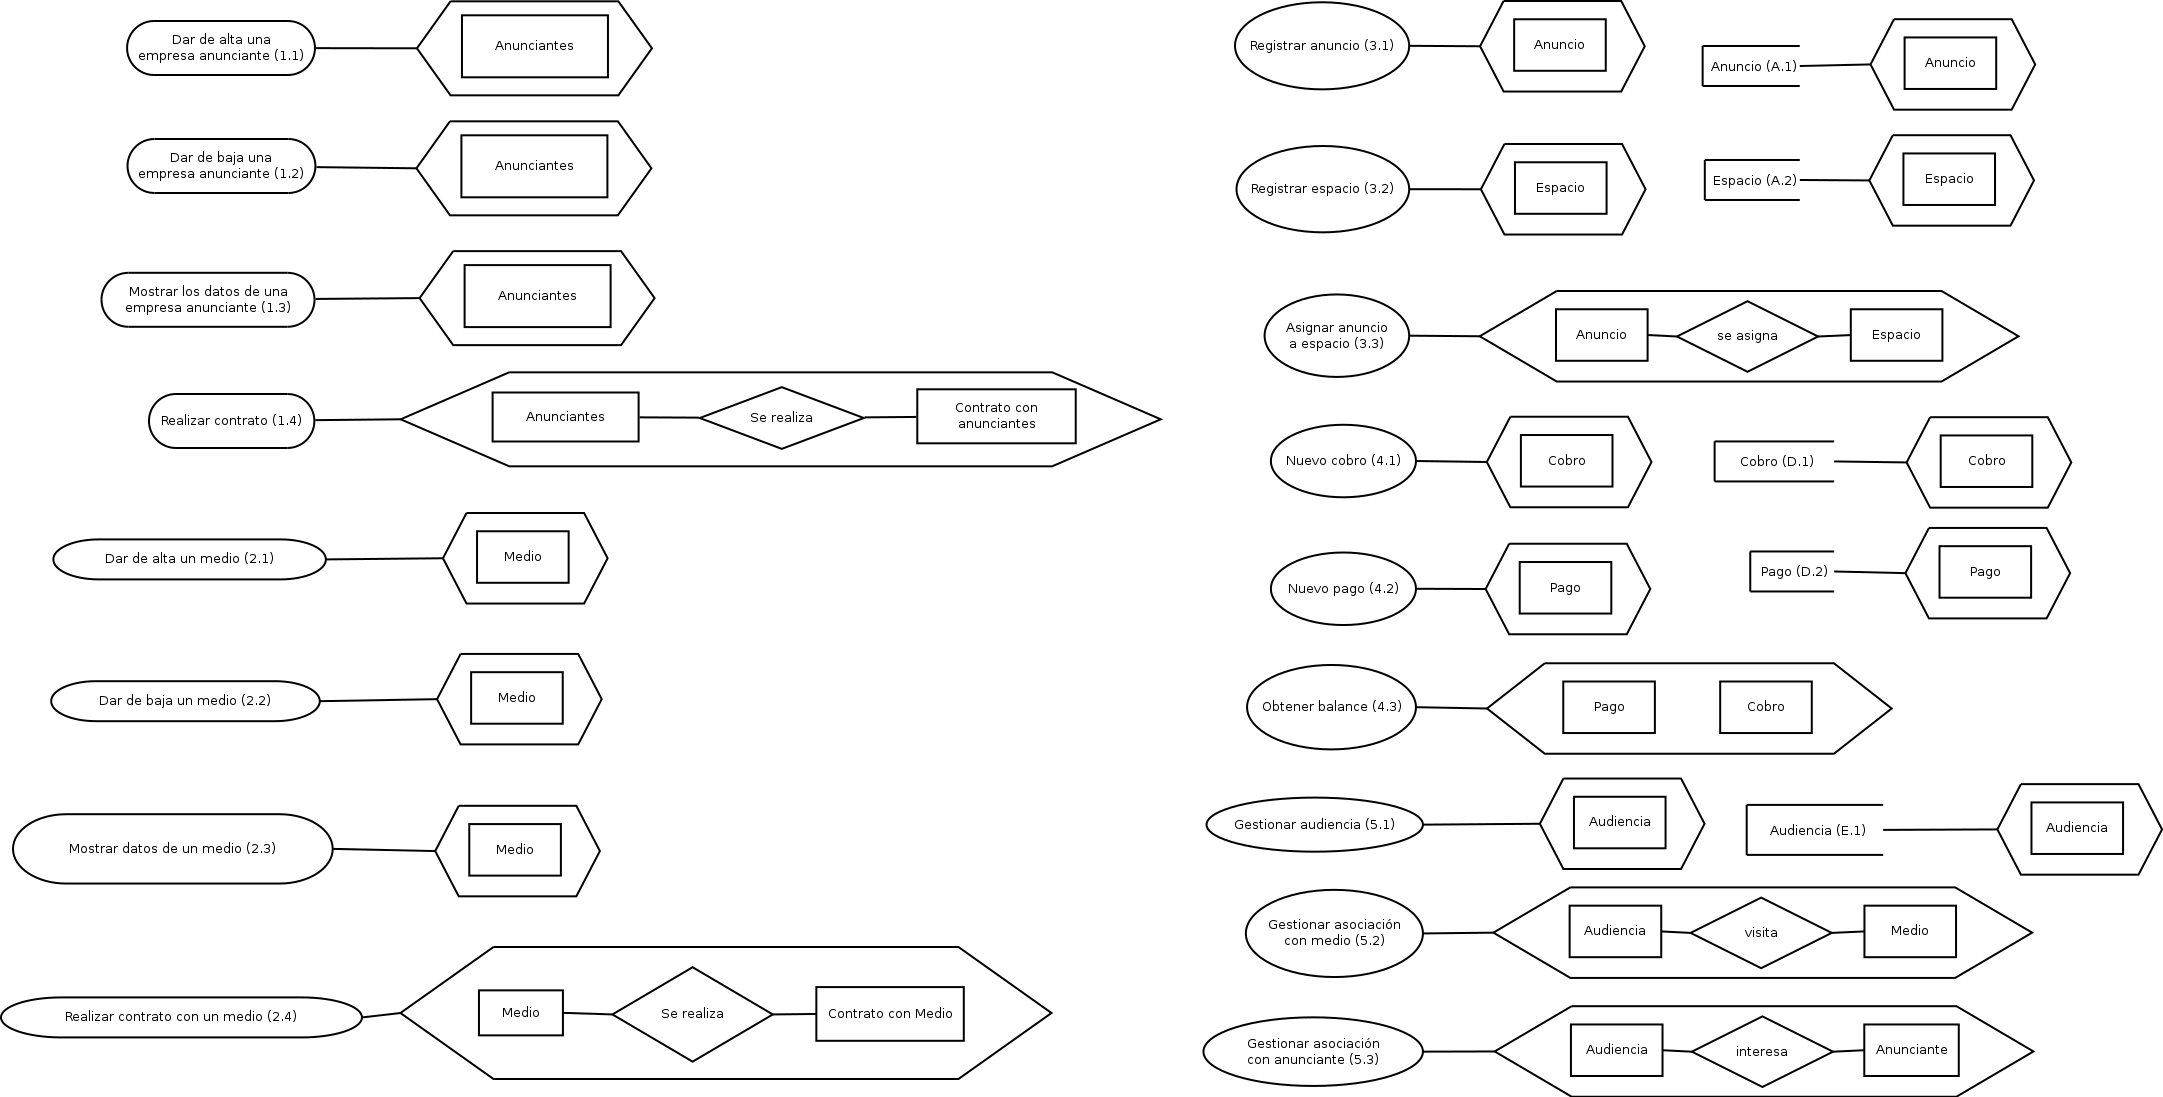 Dar de alta una
empresa anunciante (1.1)
Anunciantes
Dar de baja una
empresa anunciante (1.2)
Anunciantes
Mostrar los datos de una
empresa anunciante (1.3)
Anunciantes
Realizar contrato (1.4)
Anunciantes
Se realiza
Contrato con
anunciantes
Dar de alta un medio (2.1)
Medio
Dar de baja un medio (2.2)
Medio
Mostrar datos de un medio (2.3)
Medio
Realizar contrato con un medio (2.4)
Medio
Se realiza
Contrato con Medio
Registrar anuncio (3.1)
Anuncio
Anuncio (A.1)
Anuncio
Registrar espacio (3.2)
Espacio
Espacio (A.2)
Espacio
Asignar anuncio
a espacio (3.3)
Anuncio
se asigna
Espacio
Nuevo cobro (4.1)
Cobro
Cobro (D.1)
Cobro
Nuevo pago (4.2)
Pago
Pago (D.2)
Pago
Obtener balance (4.3)
Pago
Cobro
Gestionar audiencia (5.1)
Audiencia
Audiencia (E.1)
Audiencia
Gestionar asociación
con medio (5.2)
Audiencia
visita
Medio
Gestionar asociación
con anunciante (5.3)
Audiencia
interesa
Anunciante